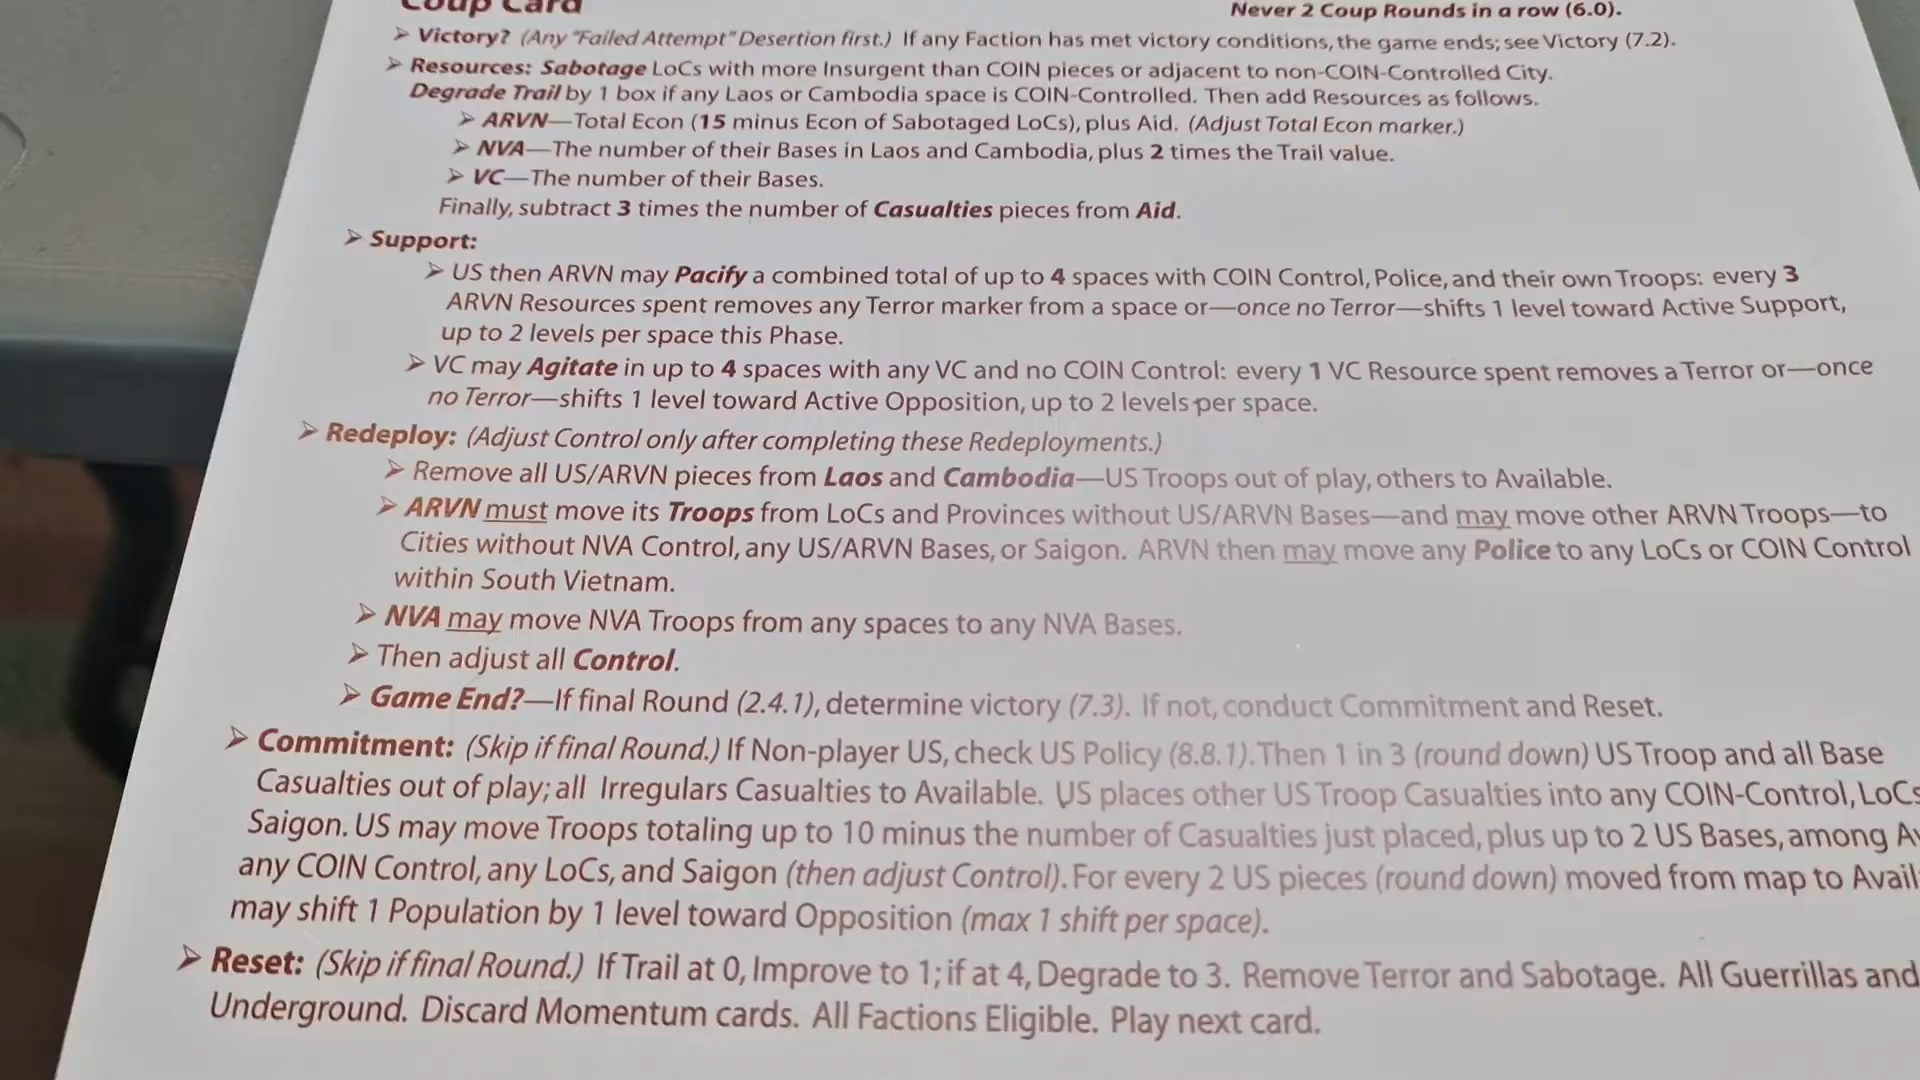 Coup Card
Never 2 Coup Rounds in a row (6.0).
➢ Victory? (Any "Failed Attempt" Desertion first.) If any Faction has met victory conditions, the game ends; see Victory (7.2).
➢ Resources: Sabotage LoCs with more Insurgent than COIN pieces or adjacent to non-COIN-Controlled City.
Degrade Trail by 1 box if any Laos or Cambodia space is COIN-Controlled. Then add Resources as follows.
➢ ARVN—Total Econ (15 minus Econ of Sabotaged LoCs), plus Aid. (Adjust Total Econ marker.)
➢ NVA—The number of their Bases in Laos and Cambodia, plus 2 times the Trail value.
➢ VC—The number of their Bases.
Finally, subtract 3 times the number of Casualties pieces from Aid.
➢ Support:
➢ US then ARVN may Pacify a combined total of up to 4 spaces with COIN Control, Police, and their own Troops: every 3
ARVN Resources spent removes any Terror marker from a space or—once no Terror—shifts 1 level toward Active Support,
up to 2 levels per space this Phase.
➢ VC may Agitate in up to 4 spaces with any VC and no COIN Control: every 1 VC Resource spent removes a Terror or—once
no Terror—shifts 1 level toward Active Opposition, up to 2 levels per space.
➢ Redeploy: (Adjust Control only after completing these Redeployments.)
➢ Remove all US/ARVN pieces from Laos and Cambodia—US Troops out of play, others to Available.
➢ ARVN must move its Troops from LoCs and Provinces without US/ARVN Bases—and may move other ARVN Troops—to
Cities without NVA Control, any US/ARVN Bases, or Saigon. ARVN then may move any Police to any LoCs or COIN Control
within South Vietnam.
➢ NVA may move NVA Troops from any spaces to any NVA Bases.
➢ Then adjust all Control.
➢ Game End?—If final Round (2.4.1), determine victory (7.3). If not, conduct Commitment and Reset.
➢ Commitment: (Skip if final Round.) If Non-player US, check US Policy (8.8.1). Then 1 in 3 (round down) US Troop and all Base
Casualties out of play; all Irregulars Casualties to Available. US places other US Troop Casualties into any COIN-Control, LoCs
Saigon. US may move Troops totaling up to 10 minus the number of Casualties just placed, plus up to 2 US Bases, among
any COIN Control, any LoCs, and Saigon (then adjust Control). For every 2 US pieces (round down) moved from map to
may shift 1 Population by 1 level toward Opposition (max 1 shift per space).
➢ Reset: (Skip if final Round.) If Trail at 0, Improve to 1; if at 4, Degrade to 3. Remove Terror and Sabotage. All Guerrillas and
Underground. Discard Momentum cards. All Factions Eligible. Play next card.